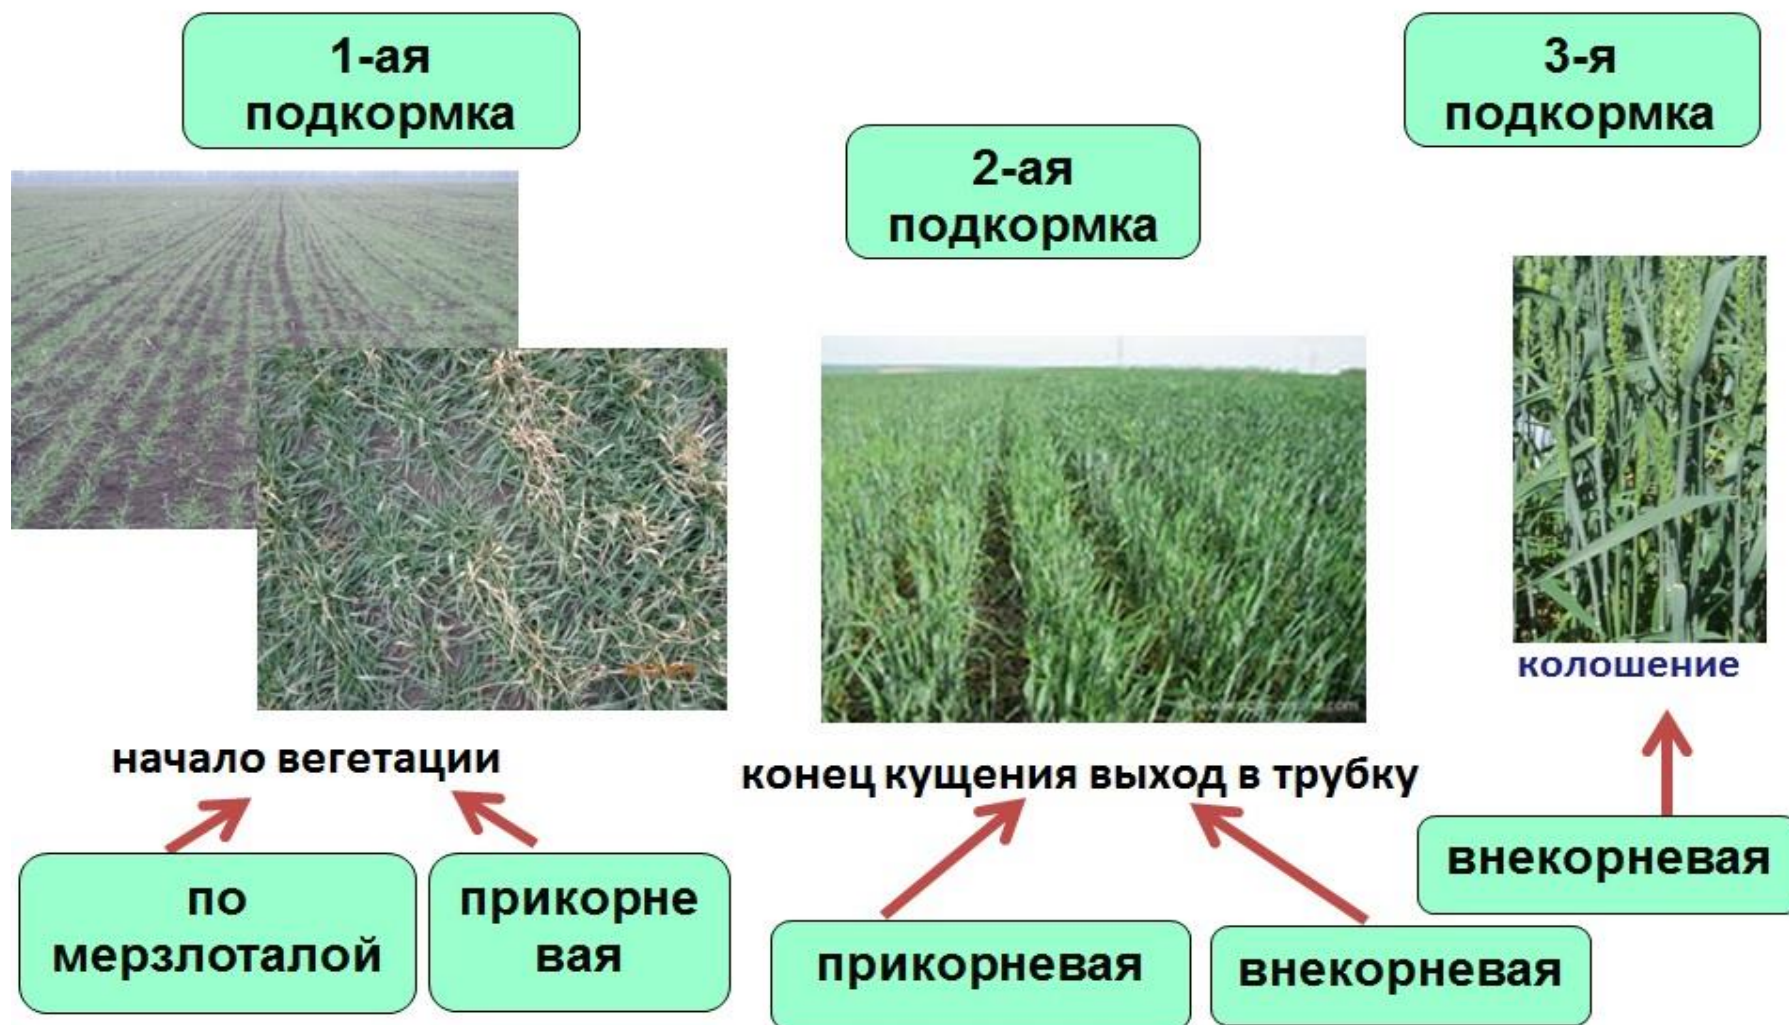 1-ая
подкормка
2-ая
подкормка
3-я
подкормка
начало вегетации
конец кущения выход в трубку
колошение
по
мерзлоталой
прикорне
вая
прикорневая
внекорневая
внекорневая